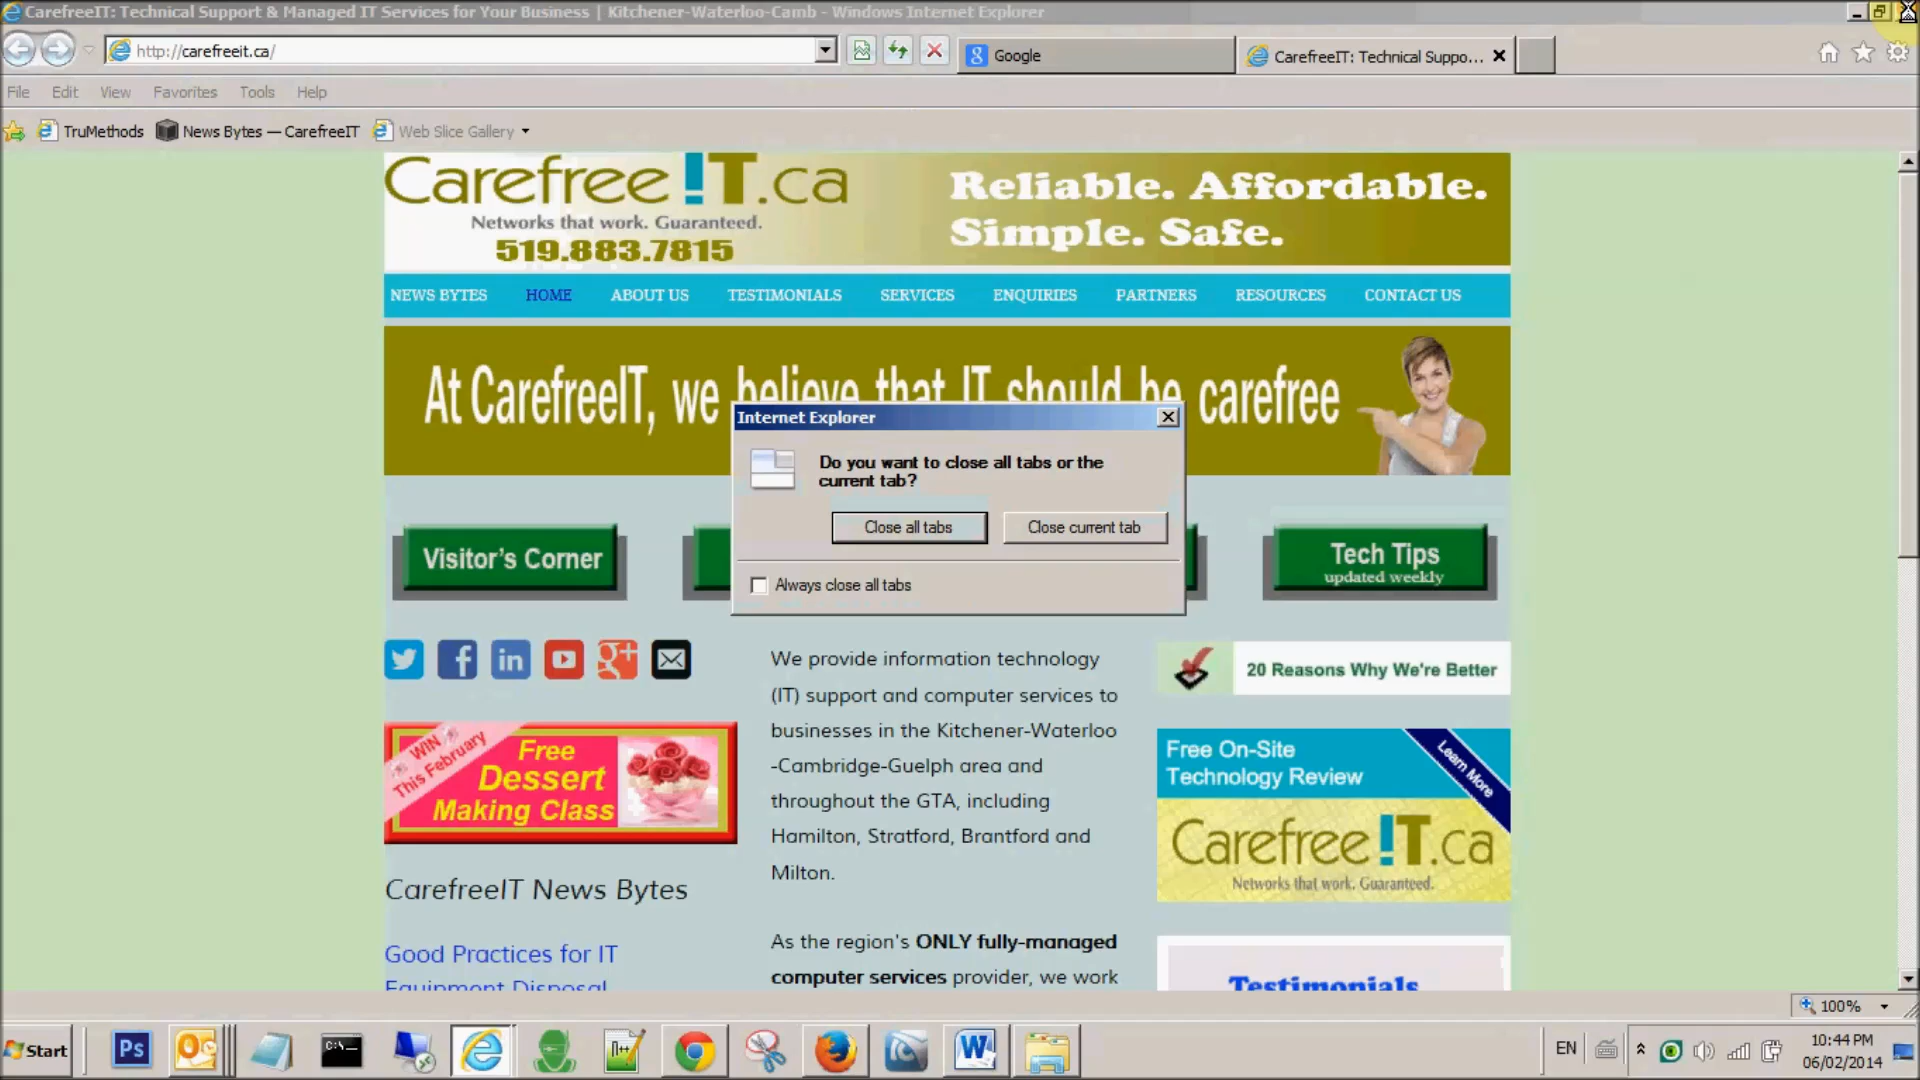 CarefreeIT: Technical Support & Managed IT Services for Your Business | Kitchener-Waterloo-Camb - Windows Internet Explorer
http://carefreeit.ca/
Google
CarefreeIT: Technical Suppo...
File Edit View Favorites Tools Help
TruMethods News Bytes — CarefreeIT Web Slice Gallery
Carefree!T.ca
Networks that work. Guaranteed.
519.883.7815
Reliable. Affordable.
Simple. Safe.
NEWS BYTES HOME ABOUT US TESTIMONIALS SERVICES ENQUIRIES PARTNERS RESOURCES CONTACT US
At CarefreeIT, we believe that IT should be carefree
Internet Explorer
Do you want to close all tabs or the
current tab?
Close all tabs
Close current tab
Always close all tabs
Visitor's Corner
Tech Tips
updated weekly
WIN
This February
Free
Dessert
Making Class
CarefreeIT News Bytes
Good Practices for IT
Equipment Disposal
We provide information technology
(IT) support and computer services to
businesses in the Kitchener-Waterloo
-Cambridge-Guelph area and
throughout the GTA, including
Hamilton, Stratford, Brantford and
Milton.
As the region's ONLY fully-managed
computer services provider, we work
20 Reasons Why We're Better
Free On-Site
Technology Review
Learn More
Carefree!T.ca
Networks that work. Guaranteed.
Testimonials
100%
Start
Ps
EN
10:44 PM
06/02/2014